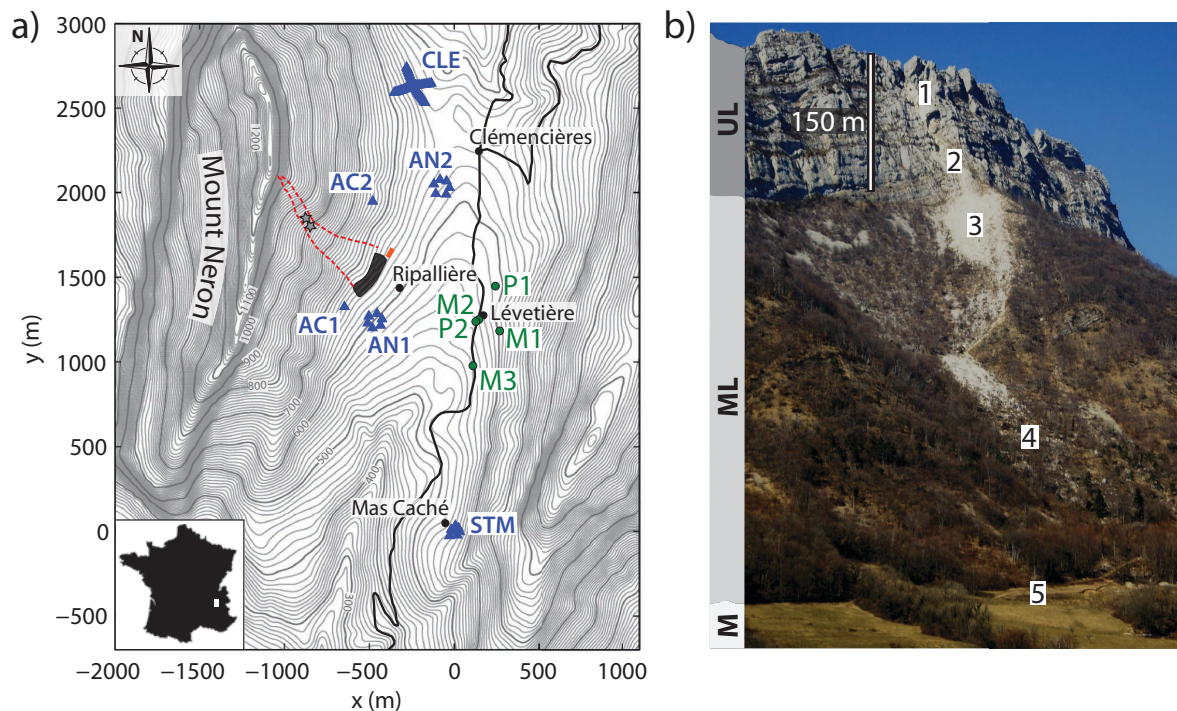 a)
3000
2500
2000
1500
1000
500
0
−500
−2000
−1500
−1000
−500
0
500
1000
y (m)
x (m)
N
CLE
Clémencières
1200
AN2
AC2
Mount Neron
Ripallière
P1
M2
Lévetière
P2
M1
AC1
AN1
M3
1100
1000
900
800
700
600
500
400
300
Mas Caché
STM
b)
UL
ML
M
150 m
1
2
3
4
5